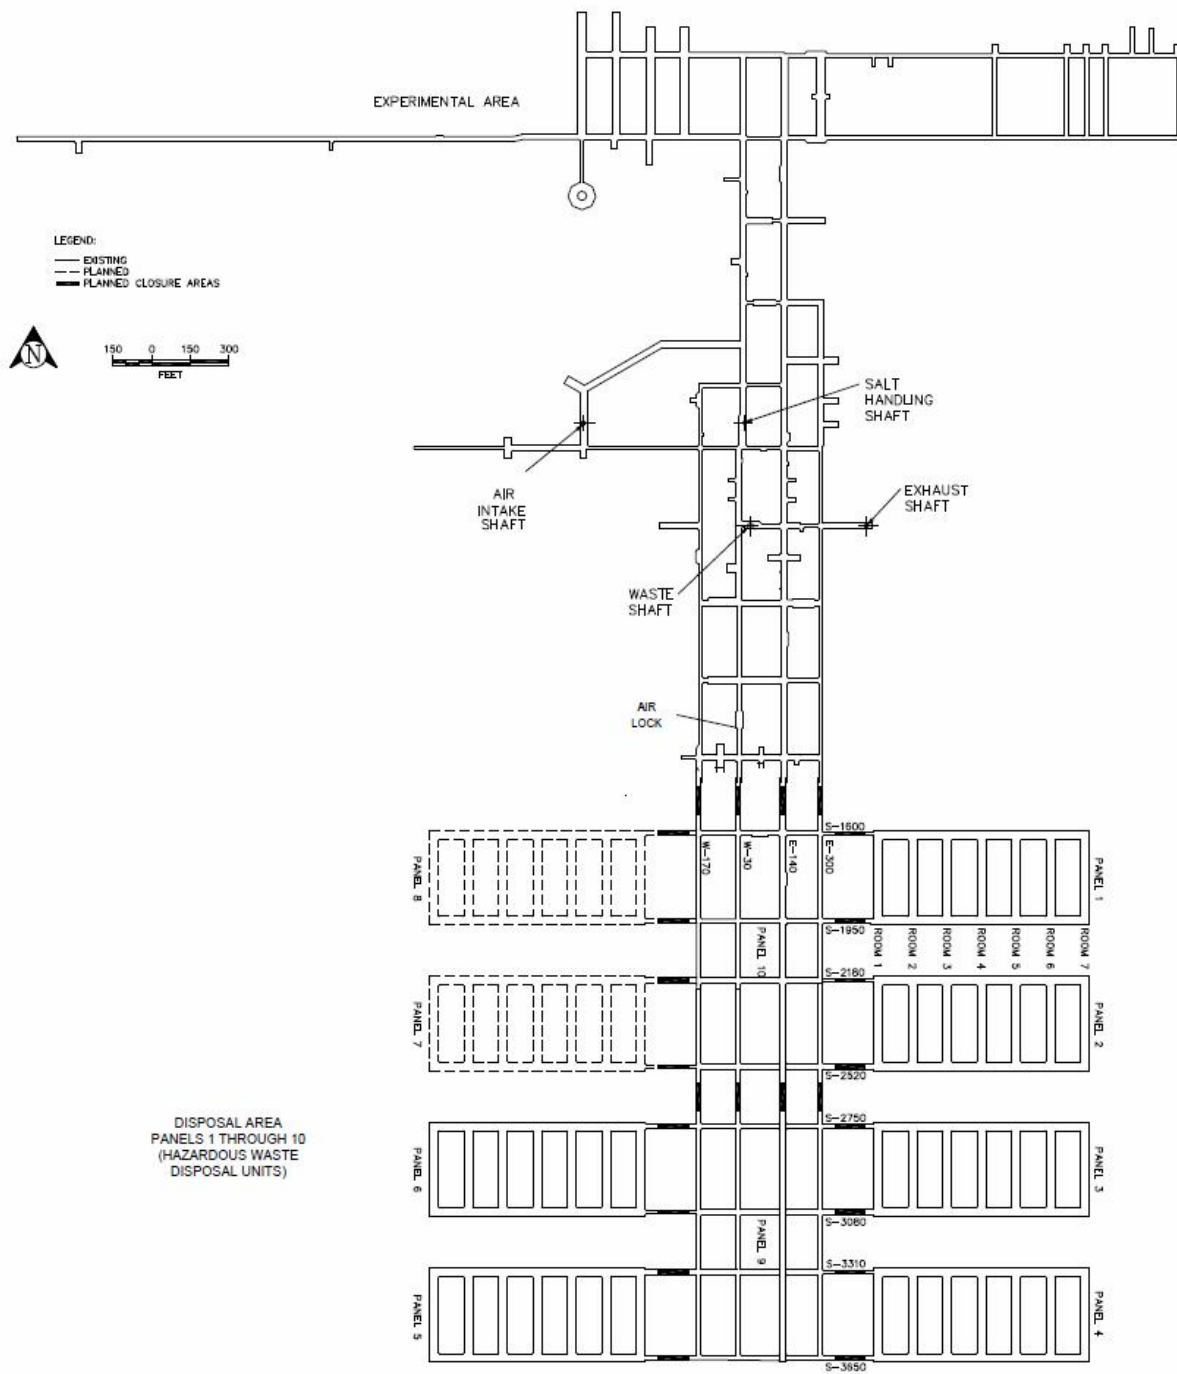 EXPERIMENTAL AREA
LEGEND:
EXISTING
PLANNED
PLANNED CLOSURE AREAS
N
150 0 150 300
FEET
SALT
HANDLING
SHAFT
AIR
INTAKE
SHAFT
EXHAUST
SHAFT
WASTE
SHAFT
AIR
LOCK
S-1600
W-170
W-30
E-140
E-300
PANEL 8
PANEL 1
S-1950
PANEL 10
ROOM 1
ROOM 2
ROOM 3
ROOM 4
ROOM 5
ROOM 6
ROOM 7
S-2180
PANEL 7
PANEL 2
S-2520
S-2750
DISPOSAL AREA
PANELS 1 THROUGH 10
(HAZARDOUS WASTE
DISPOSAL UNITS)
PANEL 6
PANEL 3
S-3080
PANEL 9
S-3310
PANEL 5
PANEL 4
S-3650